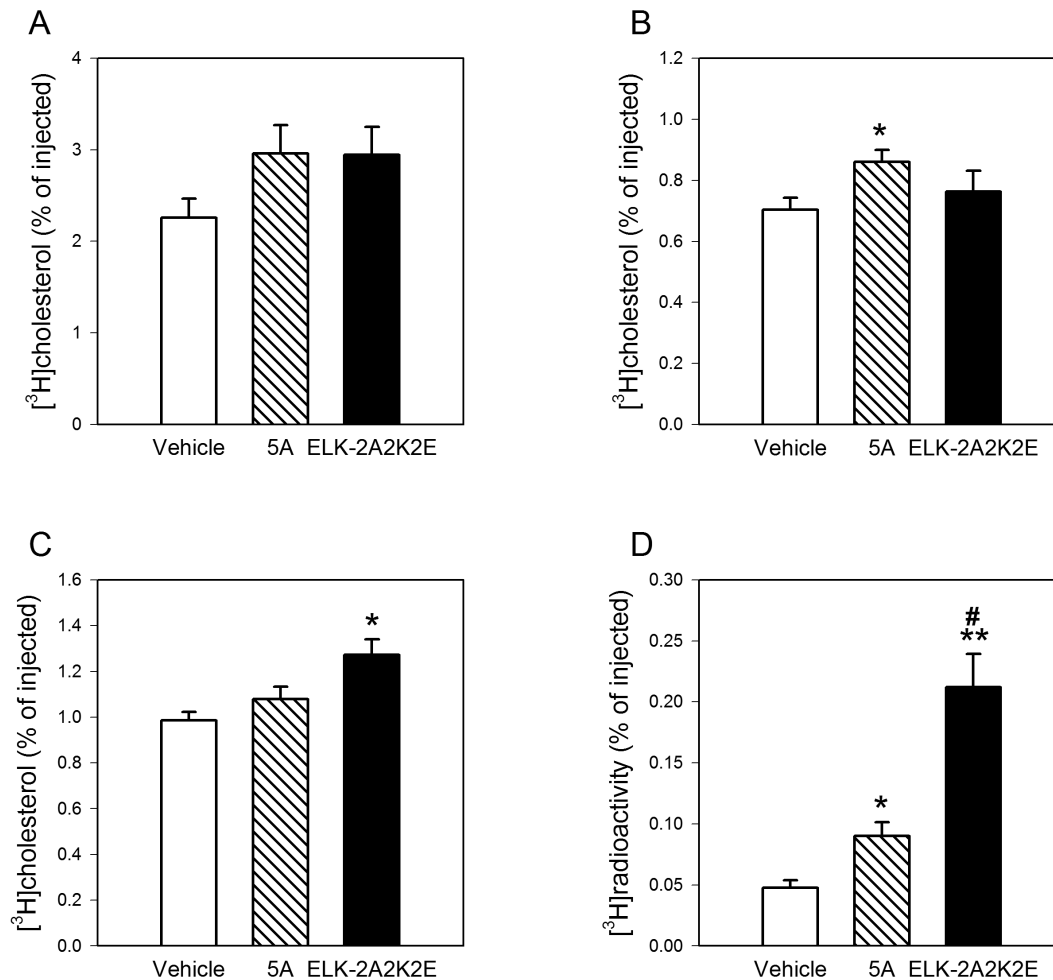 A
[³H]cholesterol (% of injected)
4
3
2
1
0
Vehicle 5A ELK-2A2K2E
B
[³H]cholesterol (% of injected)
1.2
1.0
0.8
0.6
0.4
0.2
0.0
*
Vehicle 5A ELK-2A2K2E
C
[³H]cholesterol (% of injected)
1.6
1.4
1.2
1.0
0.8
0.6
0.4
0.2
0.0
*
Vehicle 5A ELK-2A2K2E
D
[³H]radioactivity (% of injected)
0.30
0.25
0.20
0.15
0.10
0.05
0.00
*
#
**
Vehicle 5A ELK-2A2K2E